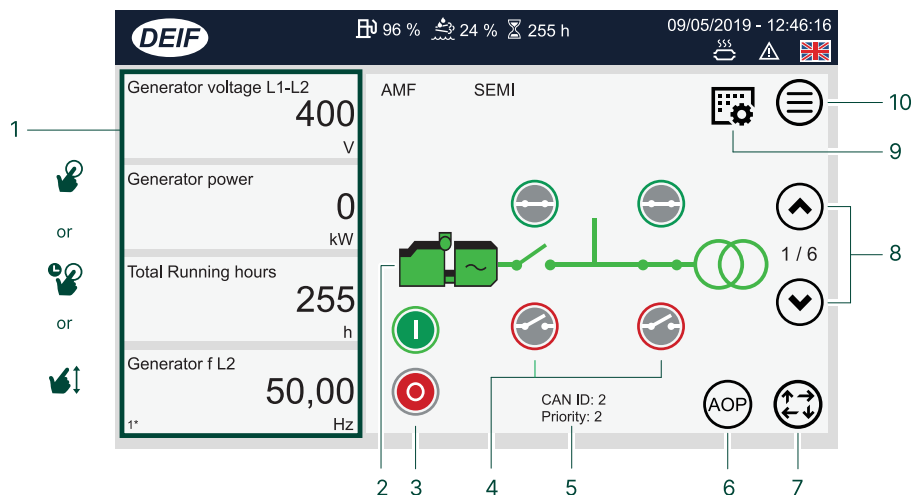 DEIF
96 % 24 % 255 h
09/05/2019 - 12:46:16
Generator voltage L1-L2
400
V
Generator power
0
kW
Total Running hours
255
h
Generator f L2
50,00
1* Hz
AMF SEMI
1 / 6
CAN ID: 2
Priority: 2
AOP
1
or
or
2 3 4 5 6 7
8
9
10